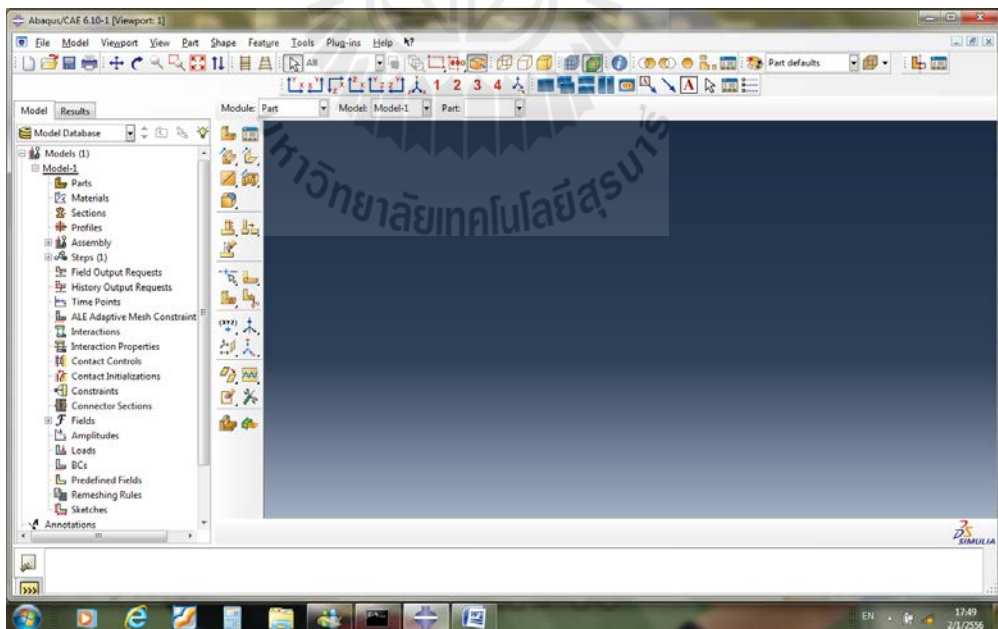 Abaqus/CAE 6.10-1 [Viewport: 1]
File Model Viewport View Part Shape Feature Tools Plug-ins Help
All Part defaults
1 2 3 4 A
Model Results
Module: Part Model: Model-1 Part:
Model Database
Models (1)
Model-1
Parts
Materials
Sections
Profiles
Assembly
Steps (1)
Field Output Requests
History Output Requests
Time Points
ALE Adaptive Mesh Constraint
Interactions
Interaction Properties
Contact Controls
Contact Initializations
Constraints
Connector Sections
Fields
Amplitudes
Loads
BCs
Predefined Fields
Remeshing Rules
Sketches
Annotations
มหาวิทยาลัยเทคโนโลยีสุรนารี
SIMULIA
>>>
EN
17:49
2/1/2556